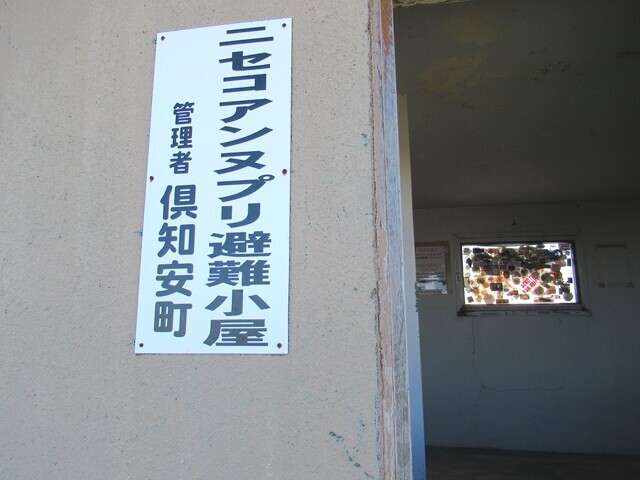 ニセコアンヌプリ避難小屋
管理者 倶知安町